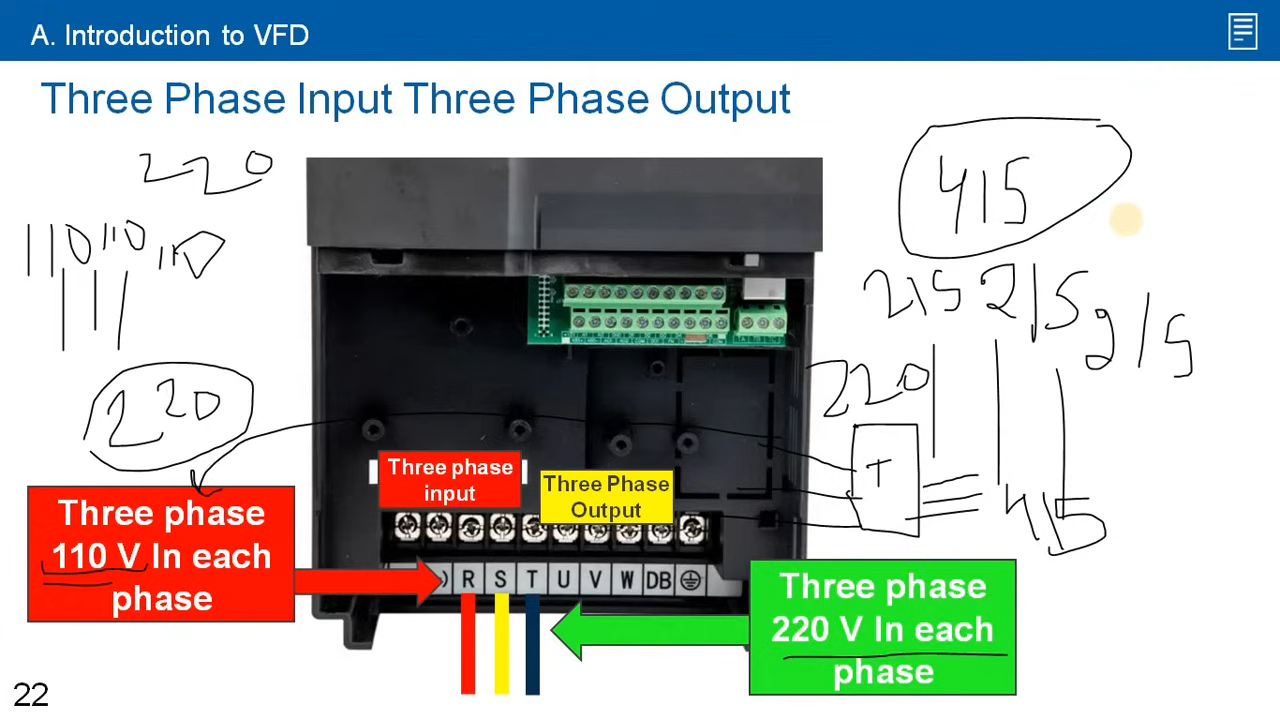 A. Introduction to VFD
Three Phase Input Three Phase Output
220
110 110 110
220
Three phase
110 V In each
phase
Three phase
input
Three Phase
Output
R S T U V W DB
415
215 215 215
220
T
415
Three phase
220 V In each
phase
22